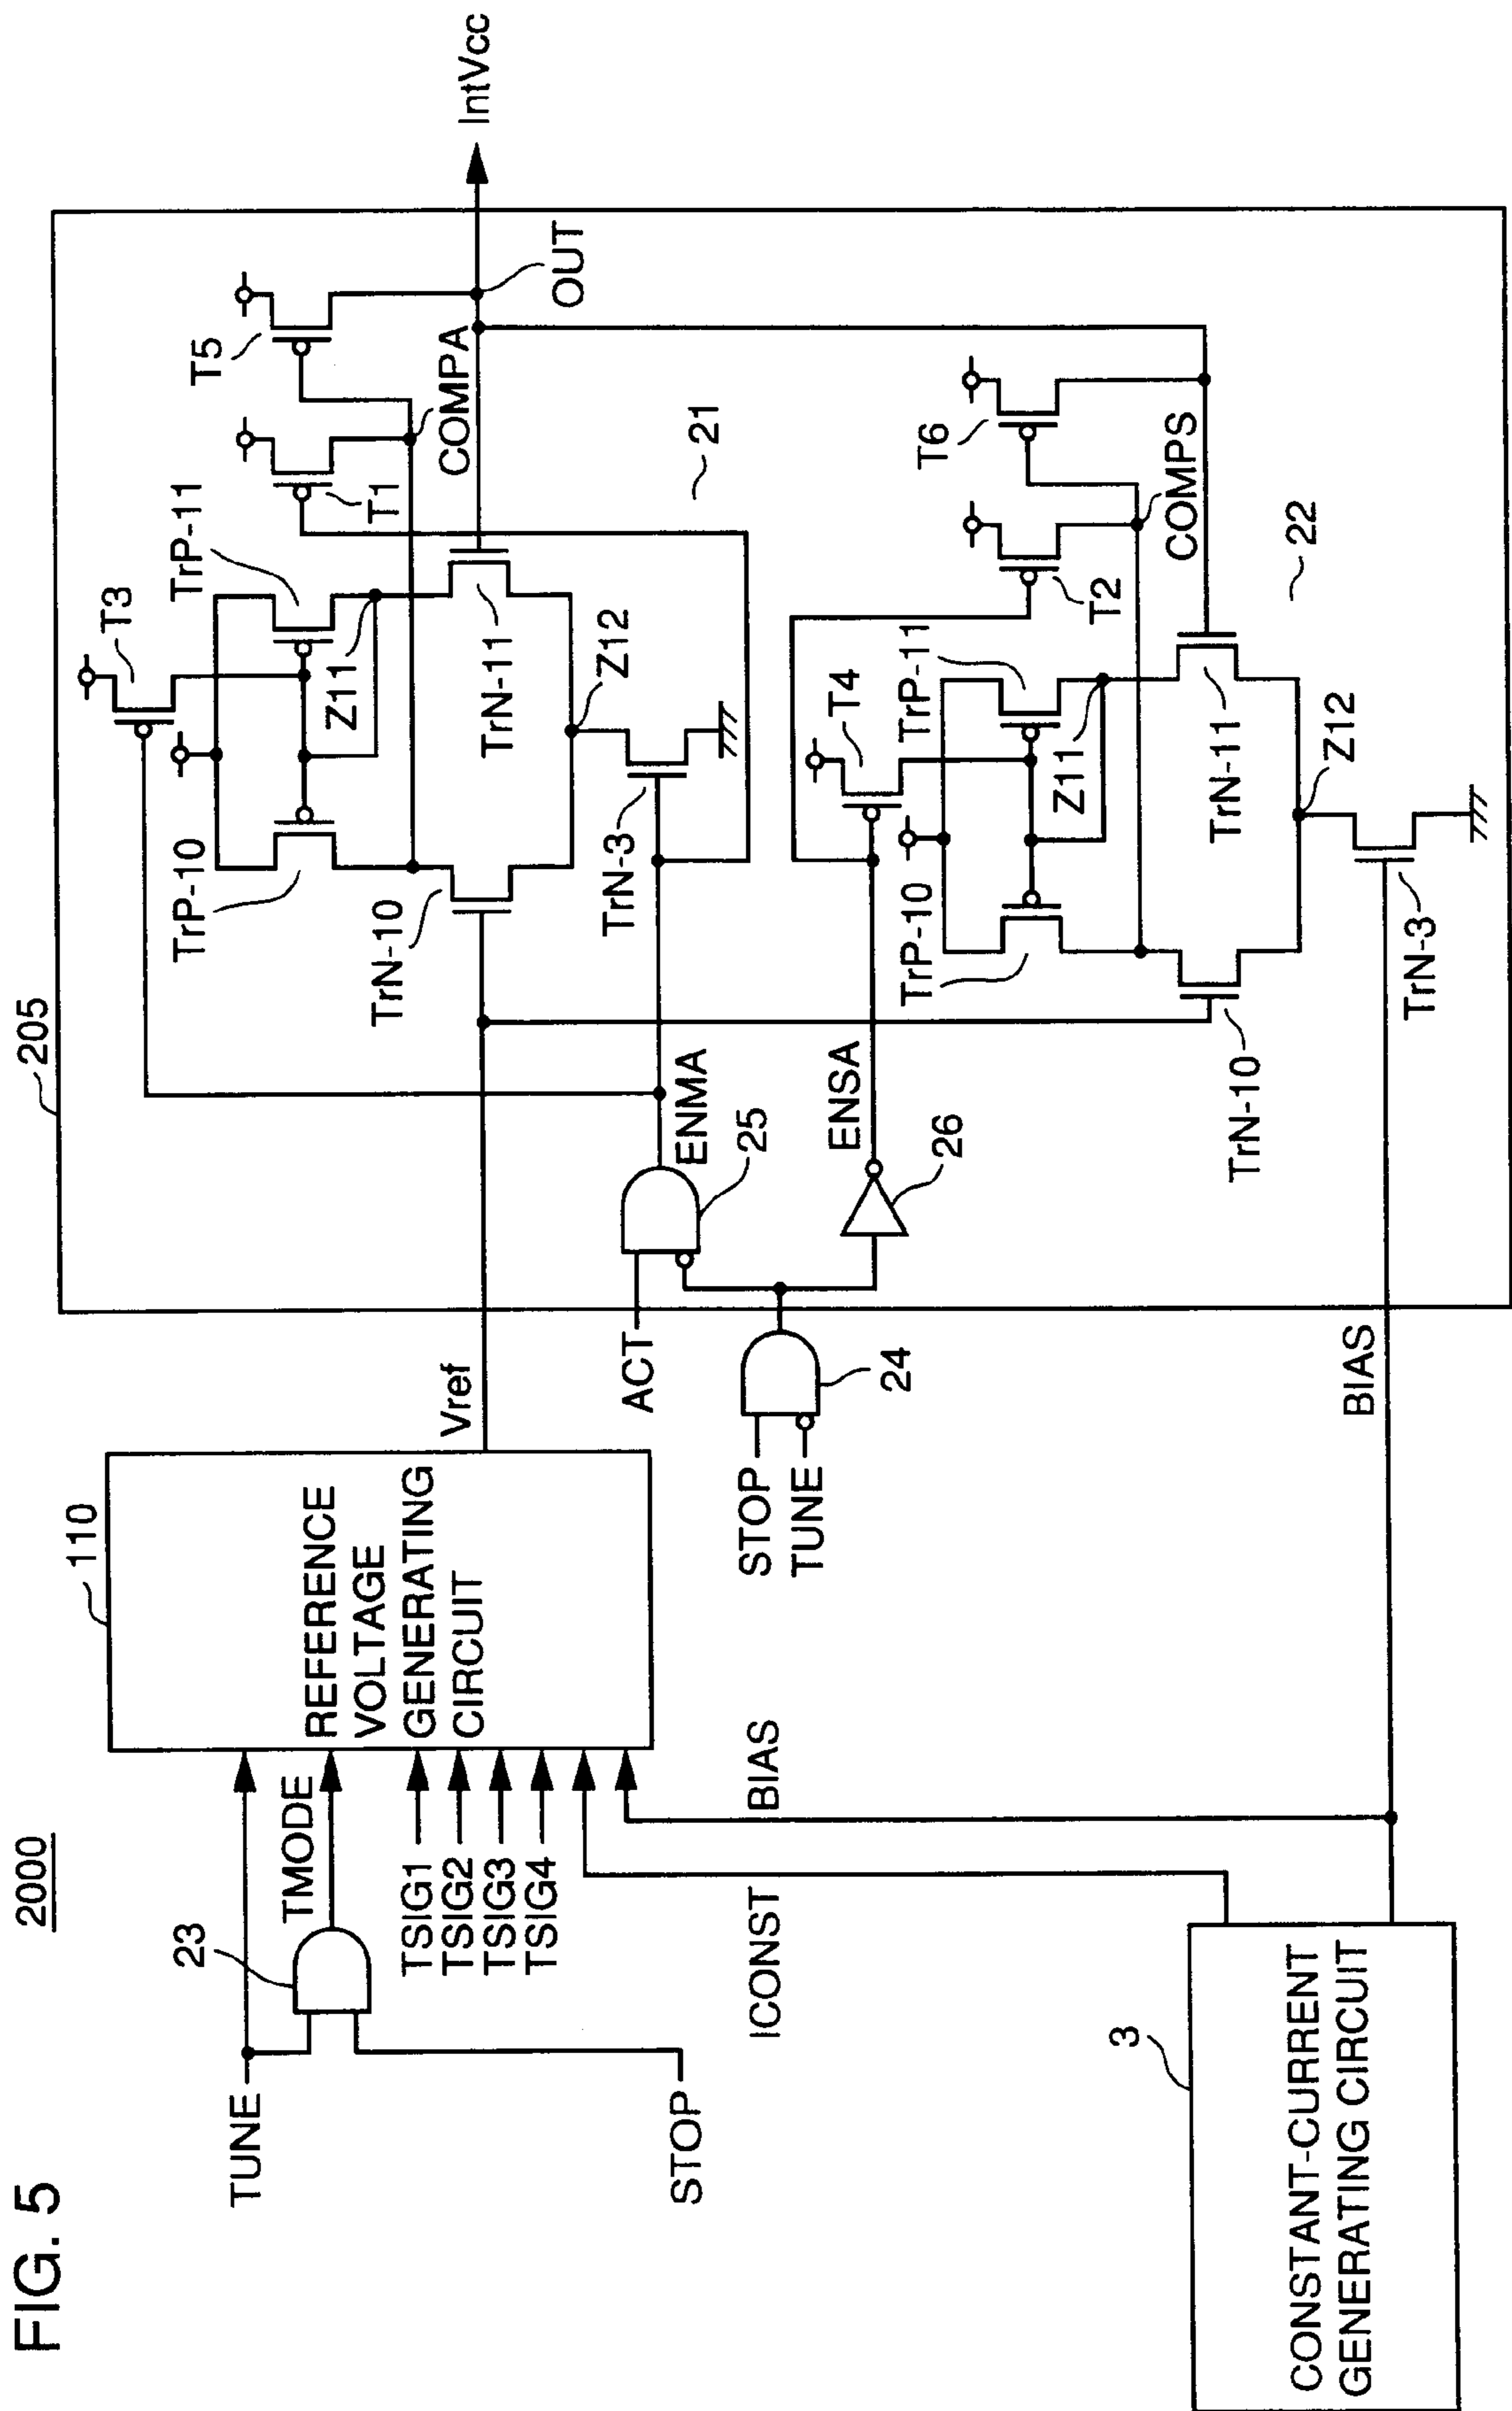 FIG. 5
2000
205
110
T3
TrP-10
TrP-11
T5
T1
Z11
COMPA
OUT
IntVcc
TrN-10
TrN-11
Z12
TrN-3
21
TUNE
23
TMODE
TSIG1
TSIG2
TSIG3
TSIG4
STOP
REFERENCE
VOLTAGE
GENERATING
CIRCUIT
Vref
ICONST
BIAS
ACT
ENMA
25
STOP
TUNE
24
ENSA
26
T4
TrP-10
TrP-11
T6
T2
Z11
COMPS
TrN-10
TrN-11
Z12
TrN-3
22
BIAS
3
CONSTANT-CURRENT
GENERATING CIRCUIT